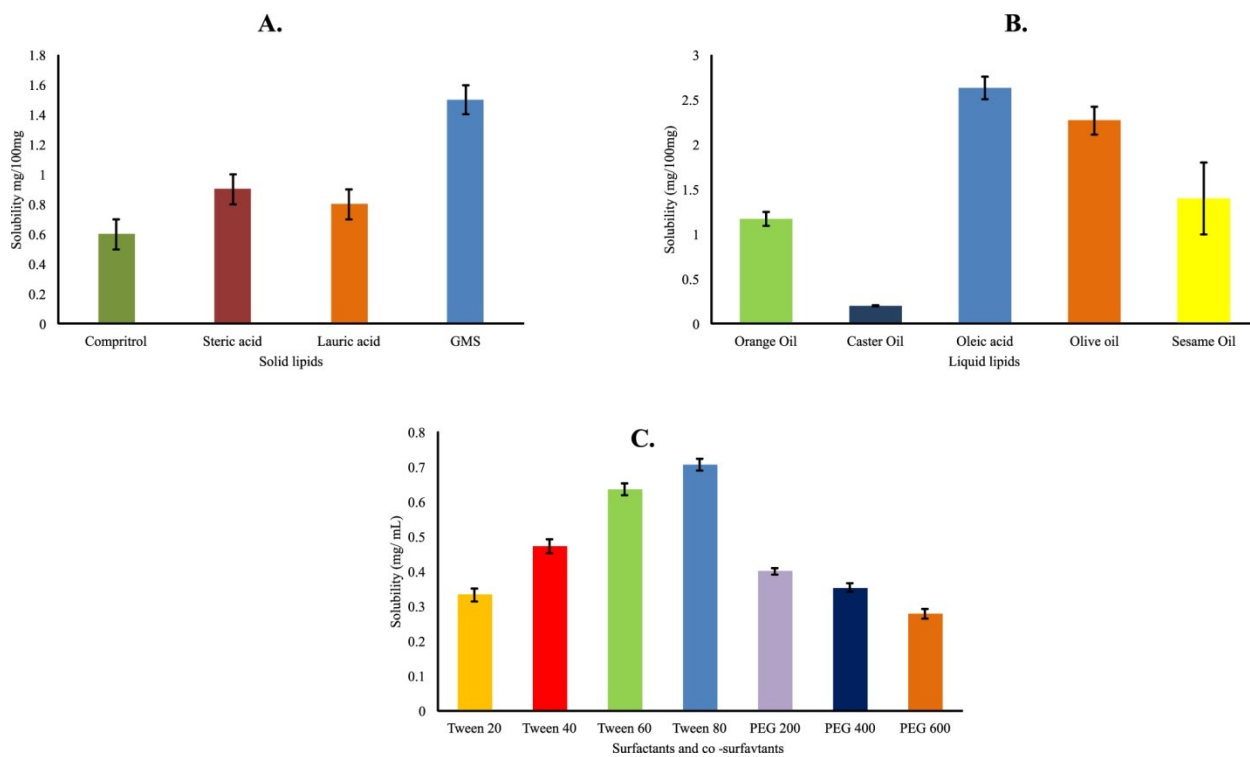 A.
Solubility mg/100mg
1.8
1.6
1.4
1.2
1
0.8
0.6
0.4
0.2
0
Compritrol Steric acid Lauric acid GMS
Solid lipids
B.
Solubility (mg/100mg)
3
2.5
2
1.5
1
0.5
0
Orange Oil Caster Oil Oleic acid Olive oil Sesame Oil
Liquid lipids
C.
Solubility (mg/ mL)
0.8
0.7
0.6
0.5
0.4
0.3
0.2
0.1
0
Tween 20 Tween 40 Tween 60 Tween 80 PEG 200 PEG 400 PEG 600
Surfactants and co -surfavtants